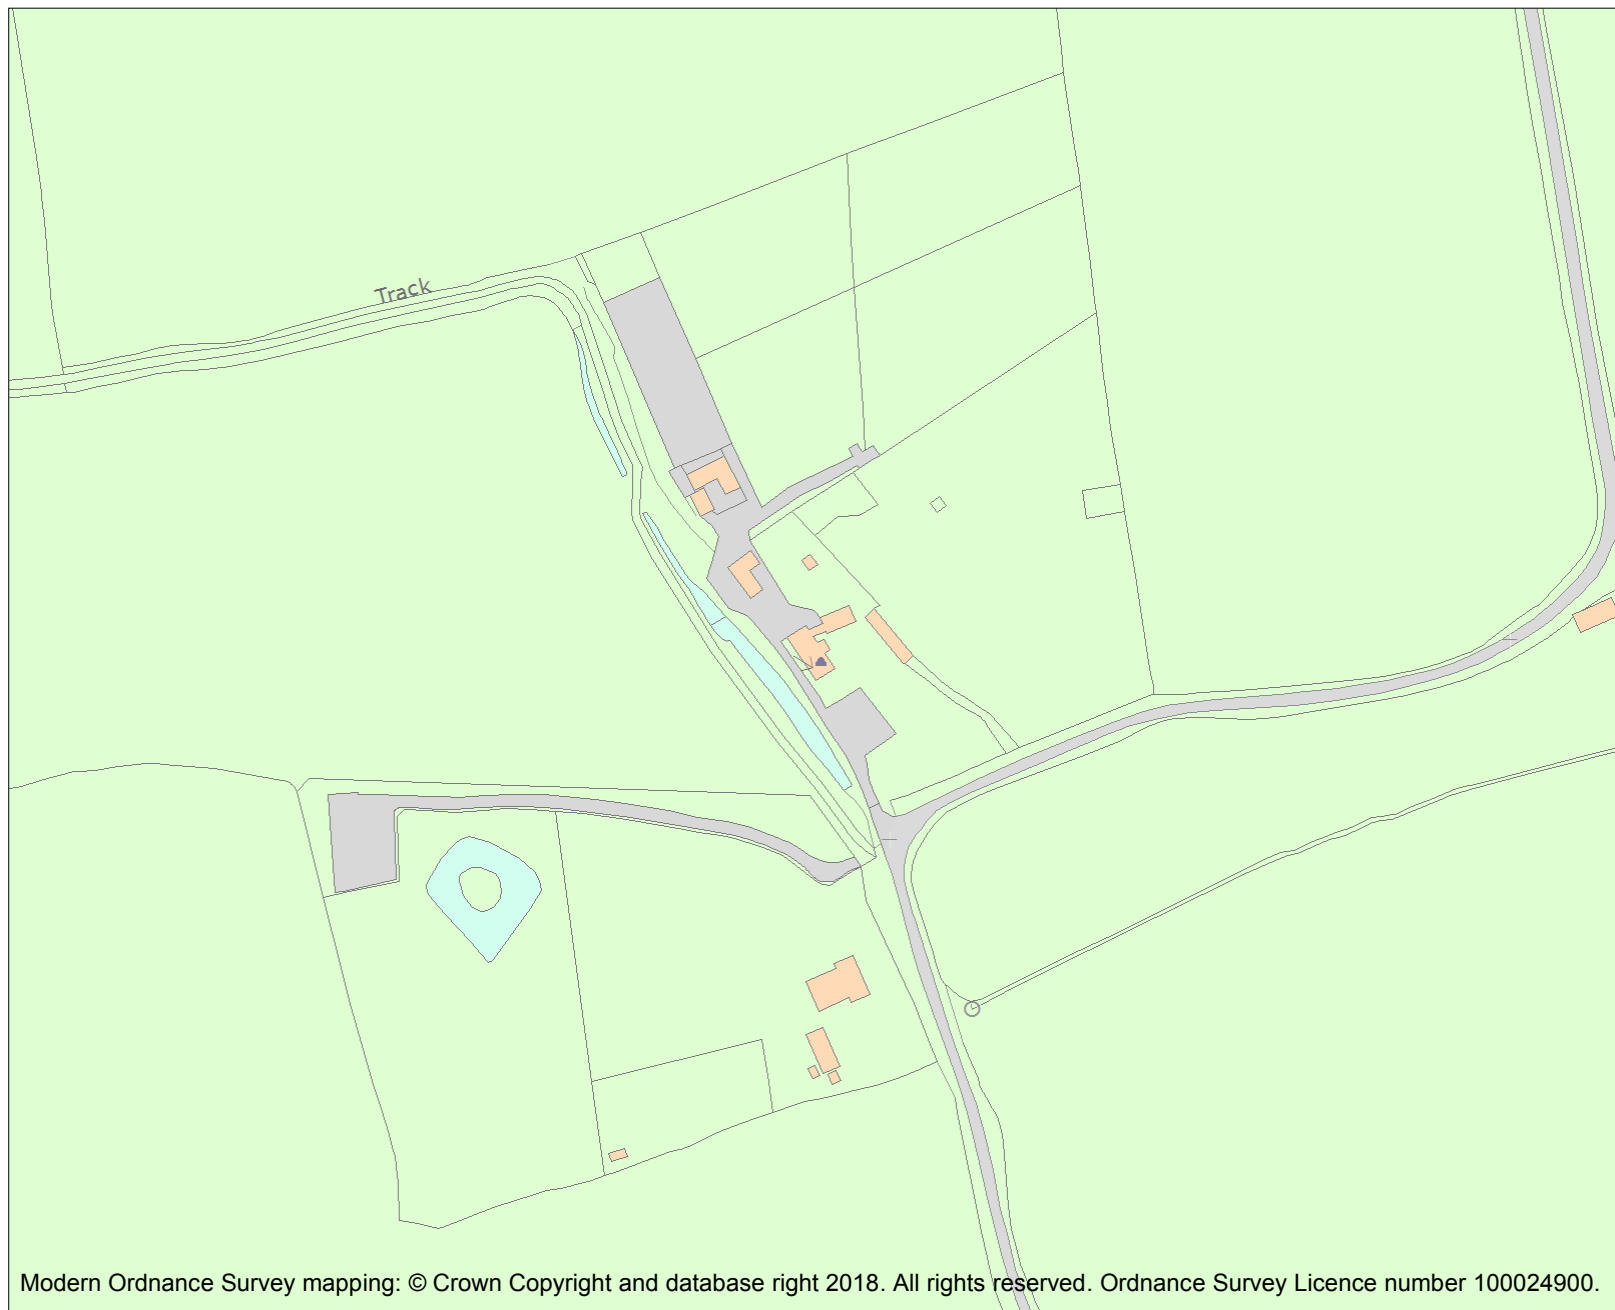 Track
Modern Ordnance Survey mapping: © Crown Copyright and database right 2018. All rights reserved. Ordnance Survey Licence number 100024900.